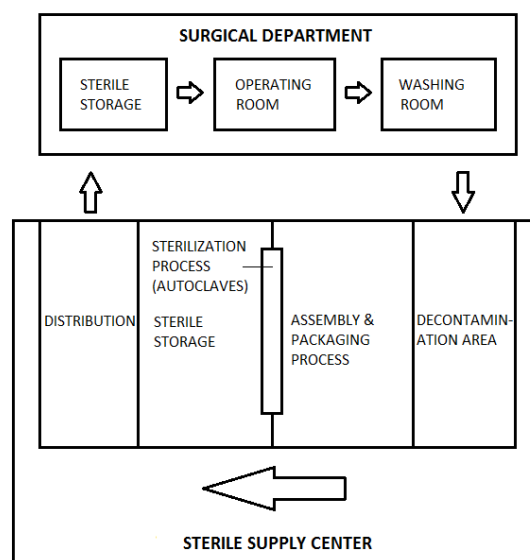 SURGICAL DEPARTMENT
STERILE
STORAGE
OPERATING
ROOM
WASHING
ROOM
STERILIZATION
PROCESS
(AUTOCLAVES)
DISTRIBUTION
STERILE
STORAGE
ASSEMBLY &
PACKAGING
PROCESS
DECONTAMIN-
ATION AREA
STERILE SUPPLY CENTER